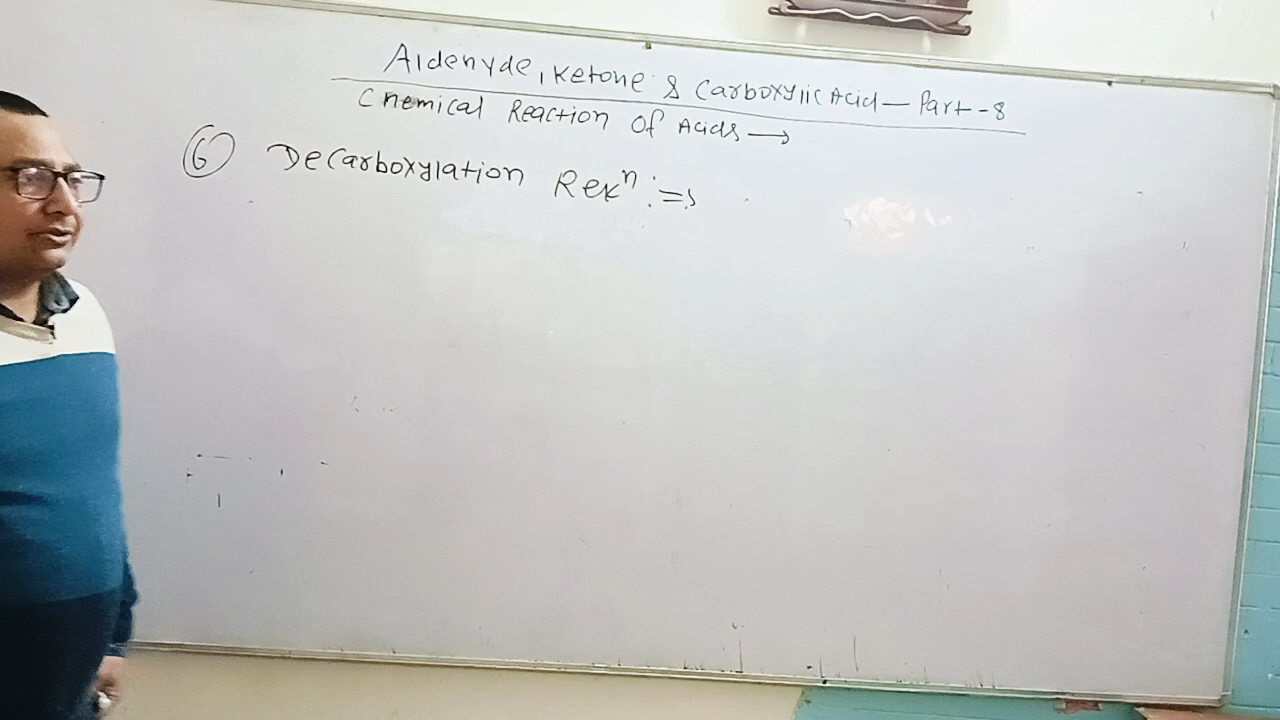 Aldehyde, Ketone & Carboxylic Acid — Part-8
Chemical Reaction Of Acids →
⑥ Decarboxylation Rexⁿ :⇒